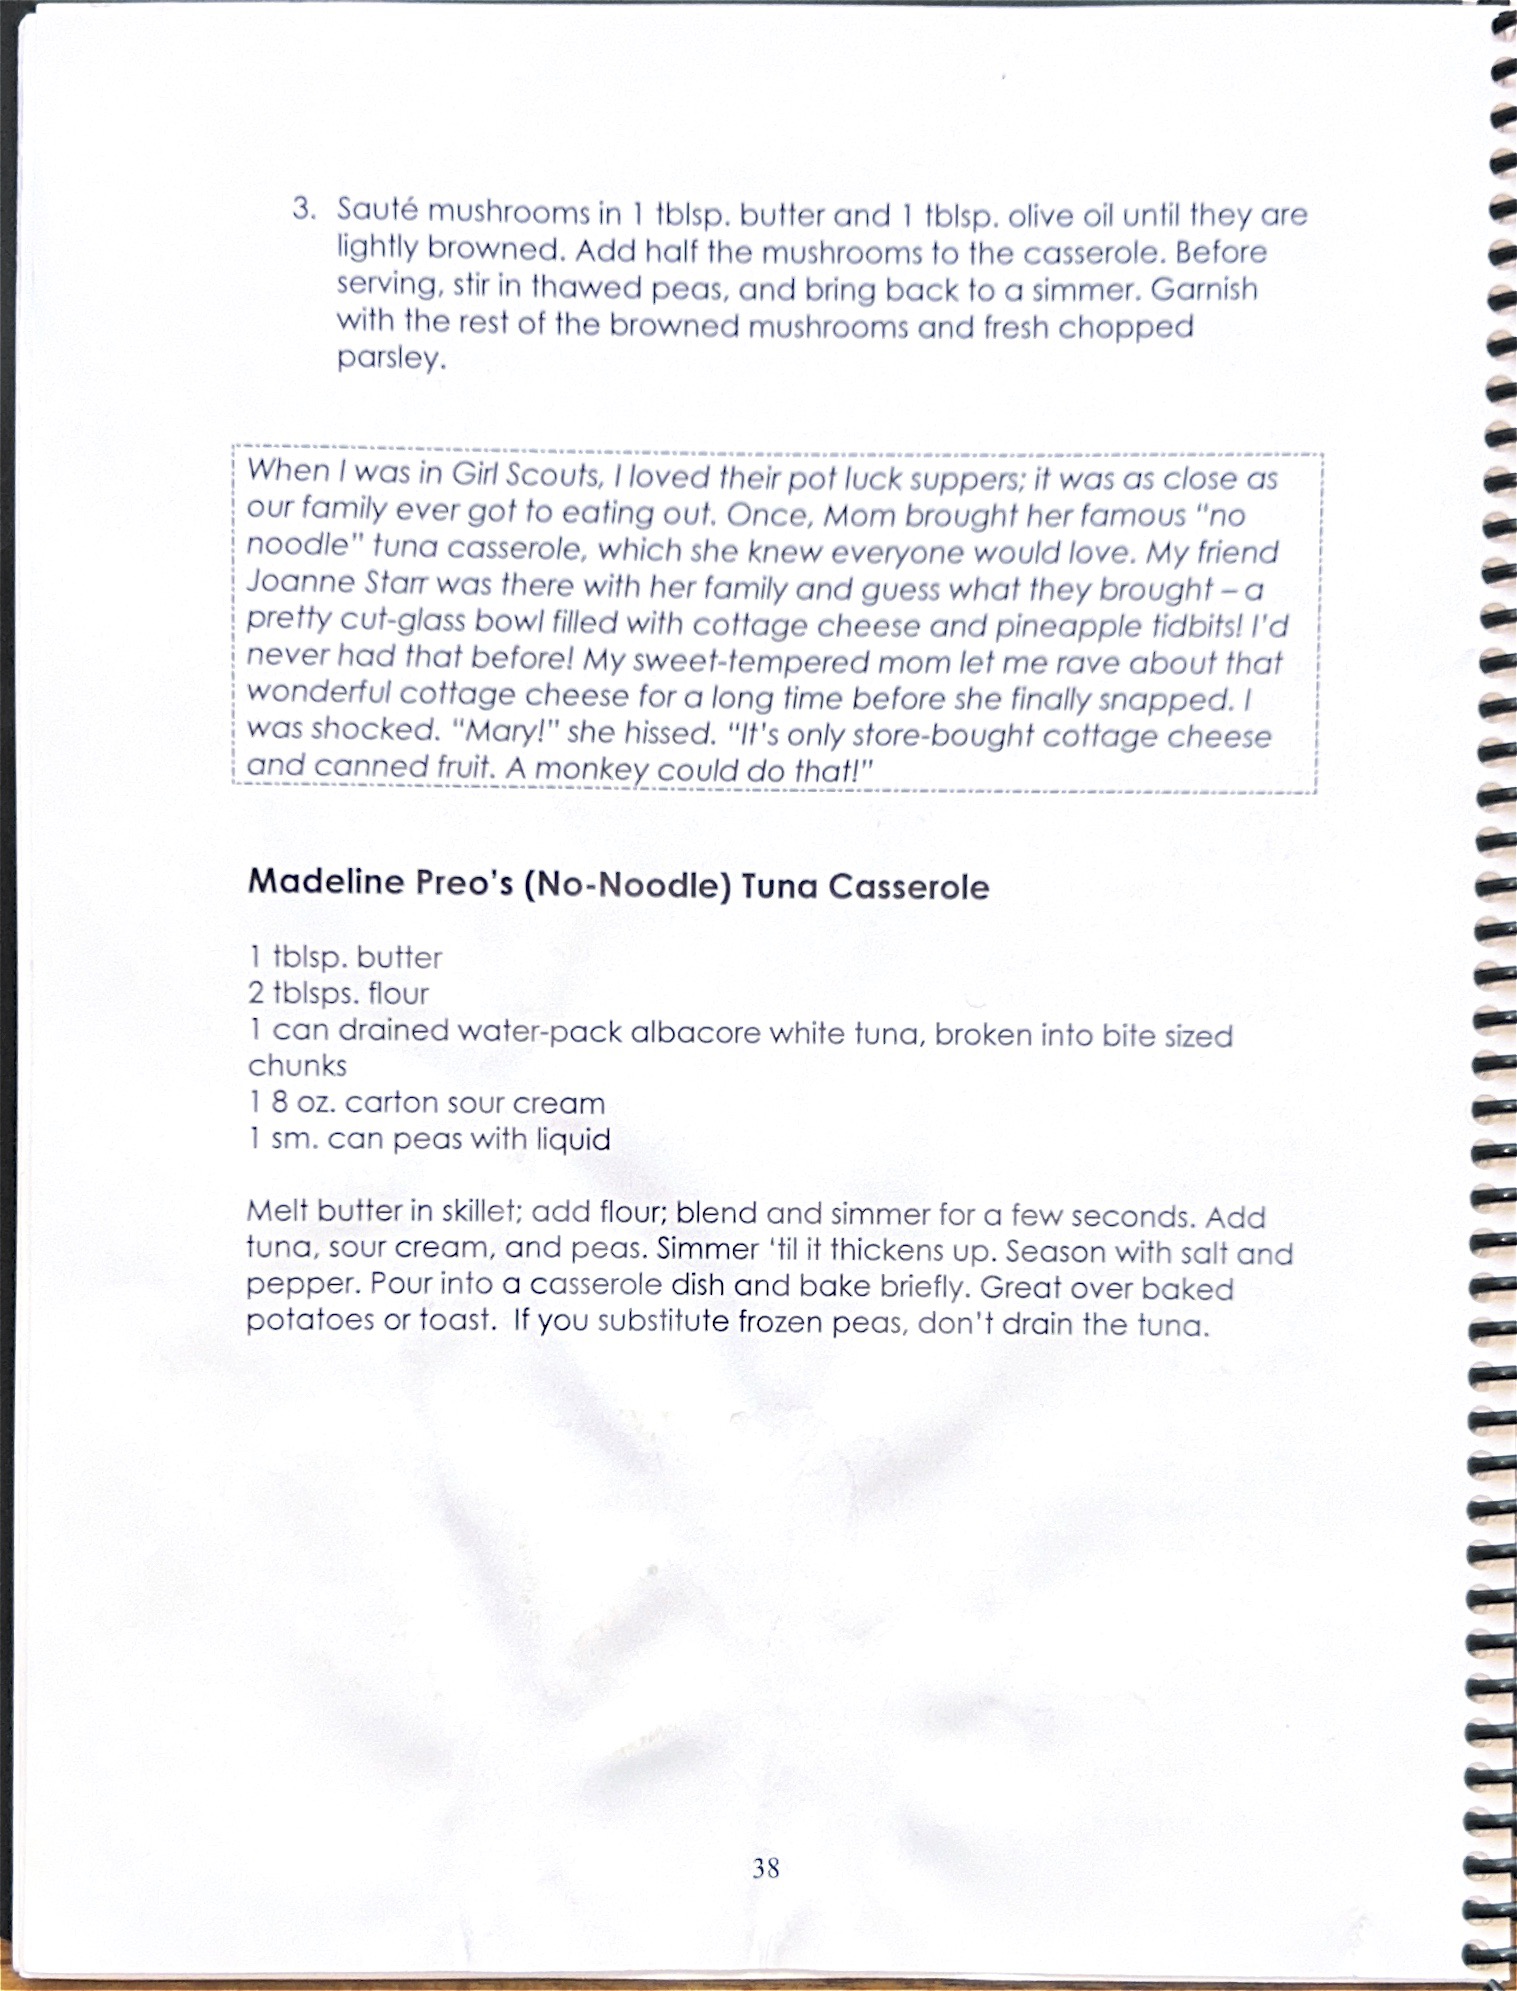 3. Sauté mushrooms in 1 tblsp. butter and 1 tblsp. olive oil until they are
lightly browned. Add half the mushrooms to the casserole. Before
serving, stir in thawed peas, and bring back to a simmer. Garnish
with the rest of the browned mushrooms and fresh chopped
parsley.
When I was in Girl Scouts, I loved their pot luck suppers; it was as close as
our family ever got to eating out. Once, Mom brought her famous "no
noodle" tuna casserole, which she knew everyone would love. My friend
Joanne Starr was there with her family and guess what they brought – a
pretty cut-glass bowl filled with cottage cheese and pineapple tidbits! I'd
never had that before! My sweet-tempered mom let me rave about that
wonderful cottage cheese for a long time before she finally snapped. I
was shocked. "Mary!" she hissed. "It's only store-bought cottage cheese
and canned fruit. A monkey could do that!"
Madeline Preo's (No-Noodle) Tuna Casserole
1 tblsp. butter
2 tblsps. flour
1 can drained water-pack albacore white tuna, broken into bite sized
chunks
1 8 oz. carton sour cream
1 sm. can peas with liquid
Melt butter in skillet; add flour; blend and simmer for a few seconds. Add
tuna, sour cream, and peas. Simmer 'til it thickens up. Season with salt and
pepper. Pour into a casserole dish and bake briefly. Great over baked
potatoes or toast.  If you substitute frozen peas, don't drain the tuna.
38